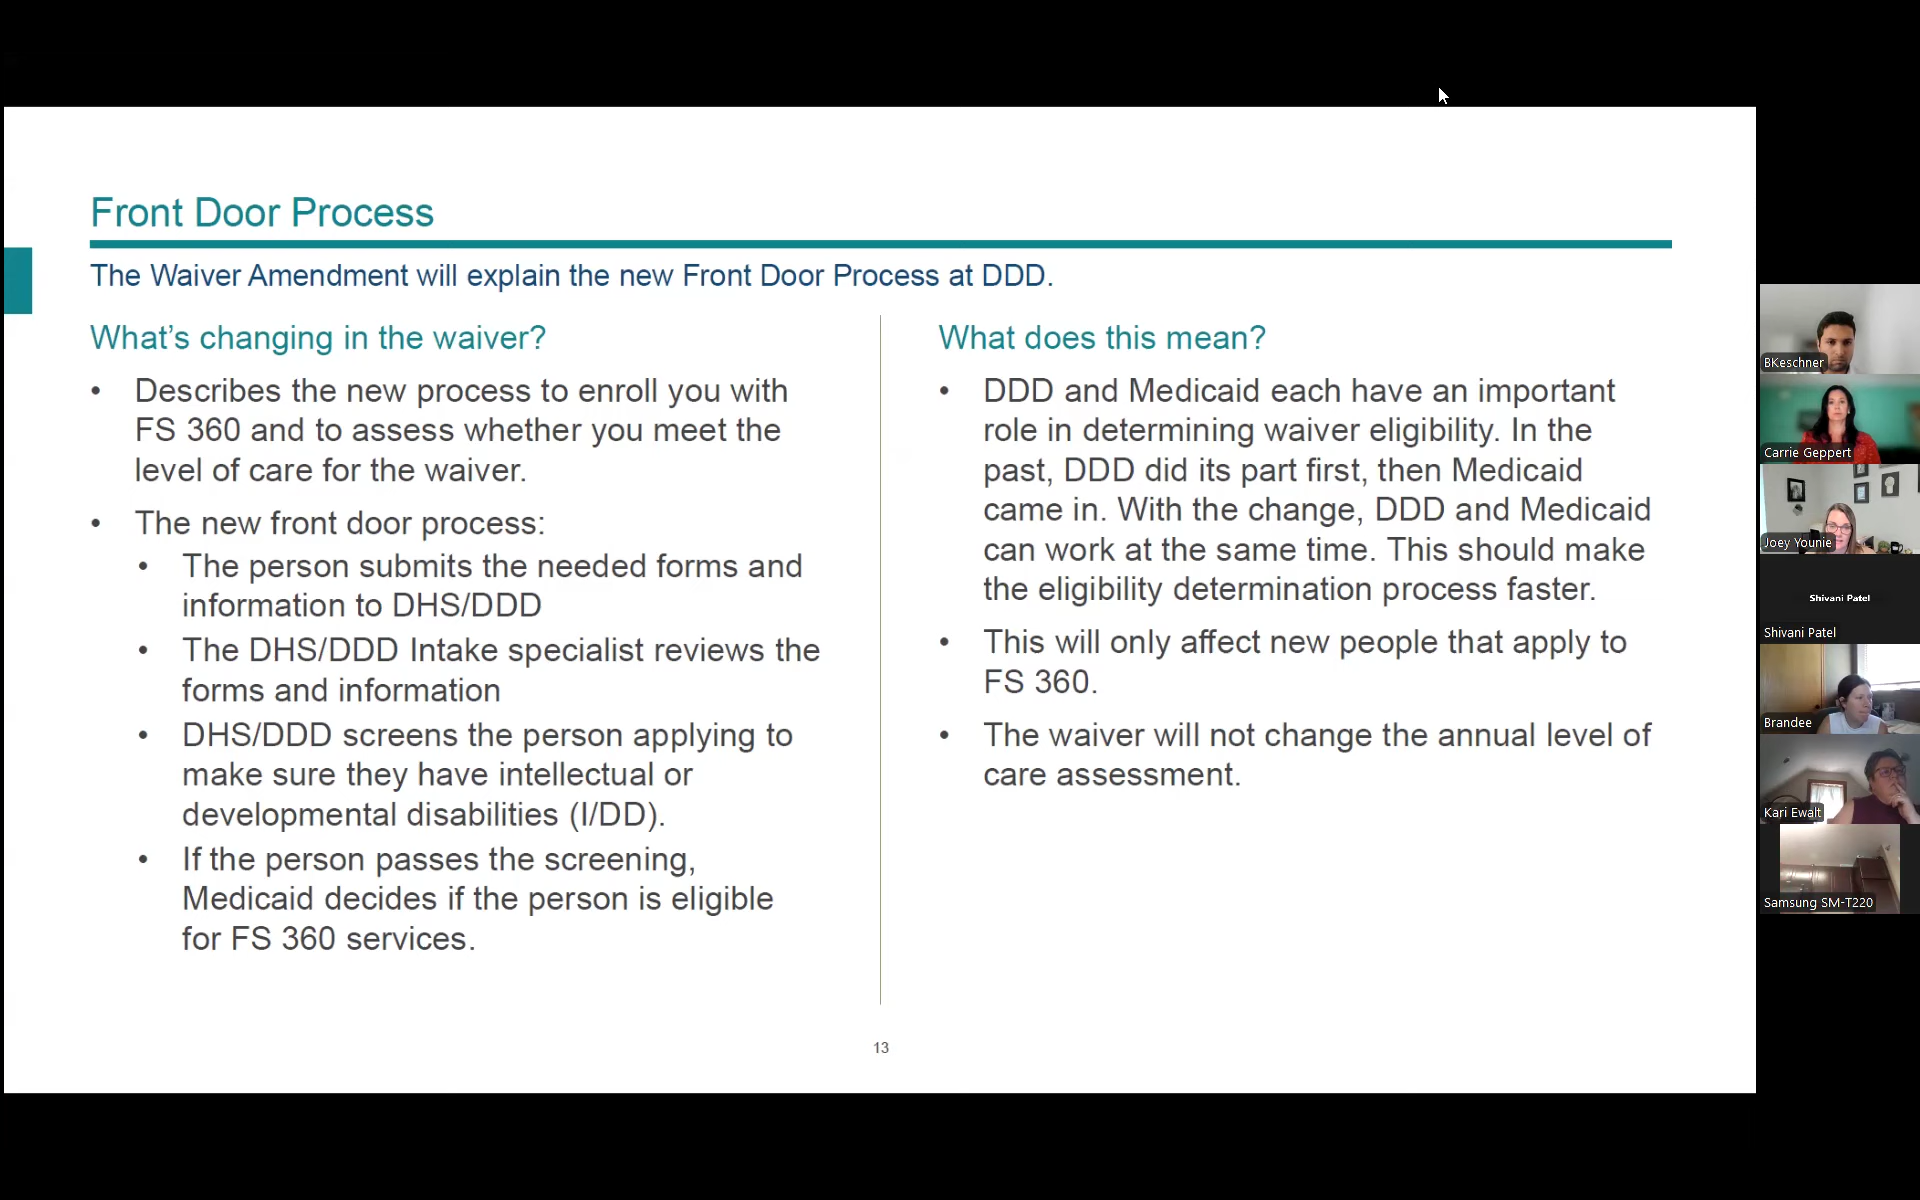 Front Door Process
The Waiver Amendment will explain the new Front Door Process at DDD.
What’s changing in the waiver?
• Describes the new process to enroll you with
FS 360 and to assess whether you meet the
level of care for the waiver.
• The new front door process:
• The person submits the needed forms and
information to DHS/DDD
• The DHS/DDD Intake specialist reviews the
forms and information
• DHS/DDD screens the person applying to
make sure they have intellectual or
developmental disabilities (I/DD).
• If the person passes the screening,
Medicaid decides if the person is eligible
for FS 360 services.
What does this mean?
• DDD and Medicaid each have an important
role in determining waiver eligibility. In the
past, DDD did its part first, then Medicaid
came in. With the change, DDD and Medicaid
can work at the same time. This should make
the eligibility determination process faster.
• This will only affect new people that apply to
FS 360.
• The waiver will not change the annual level of
care assessment.
13
BKeschner
Carrie Geppert
Joey Younie
Shivani Patel
Shivani Patel
Brandee
Kari Ewalt
Samsung SM-T220